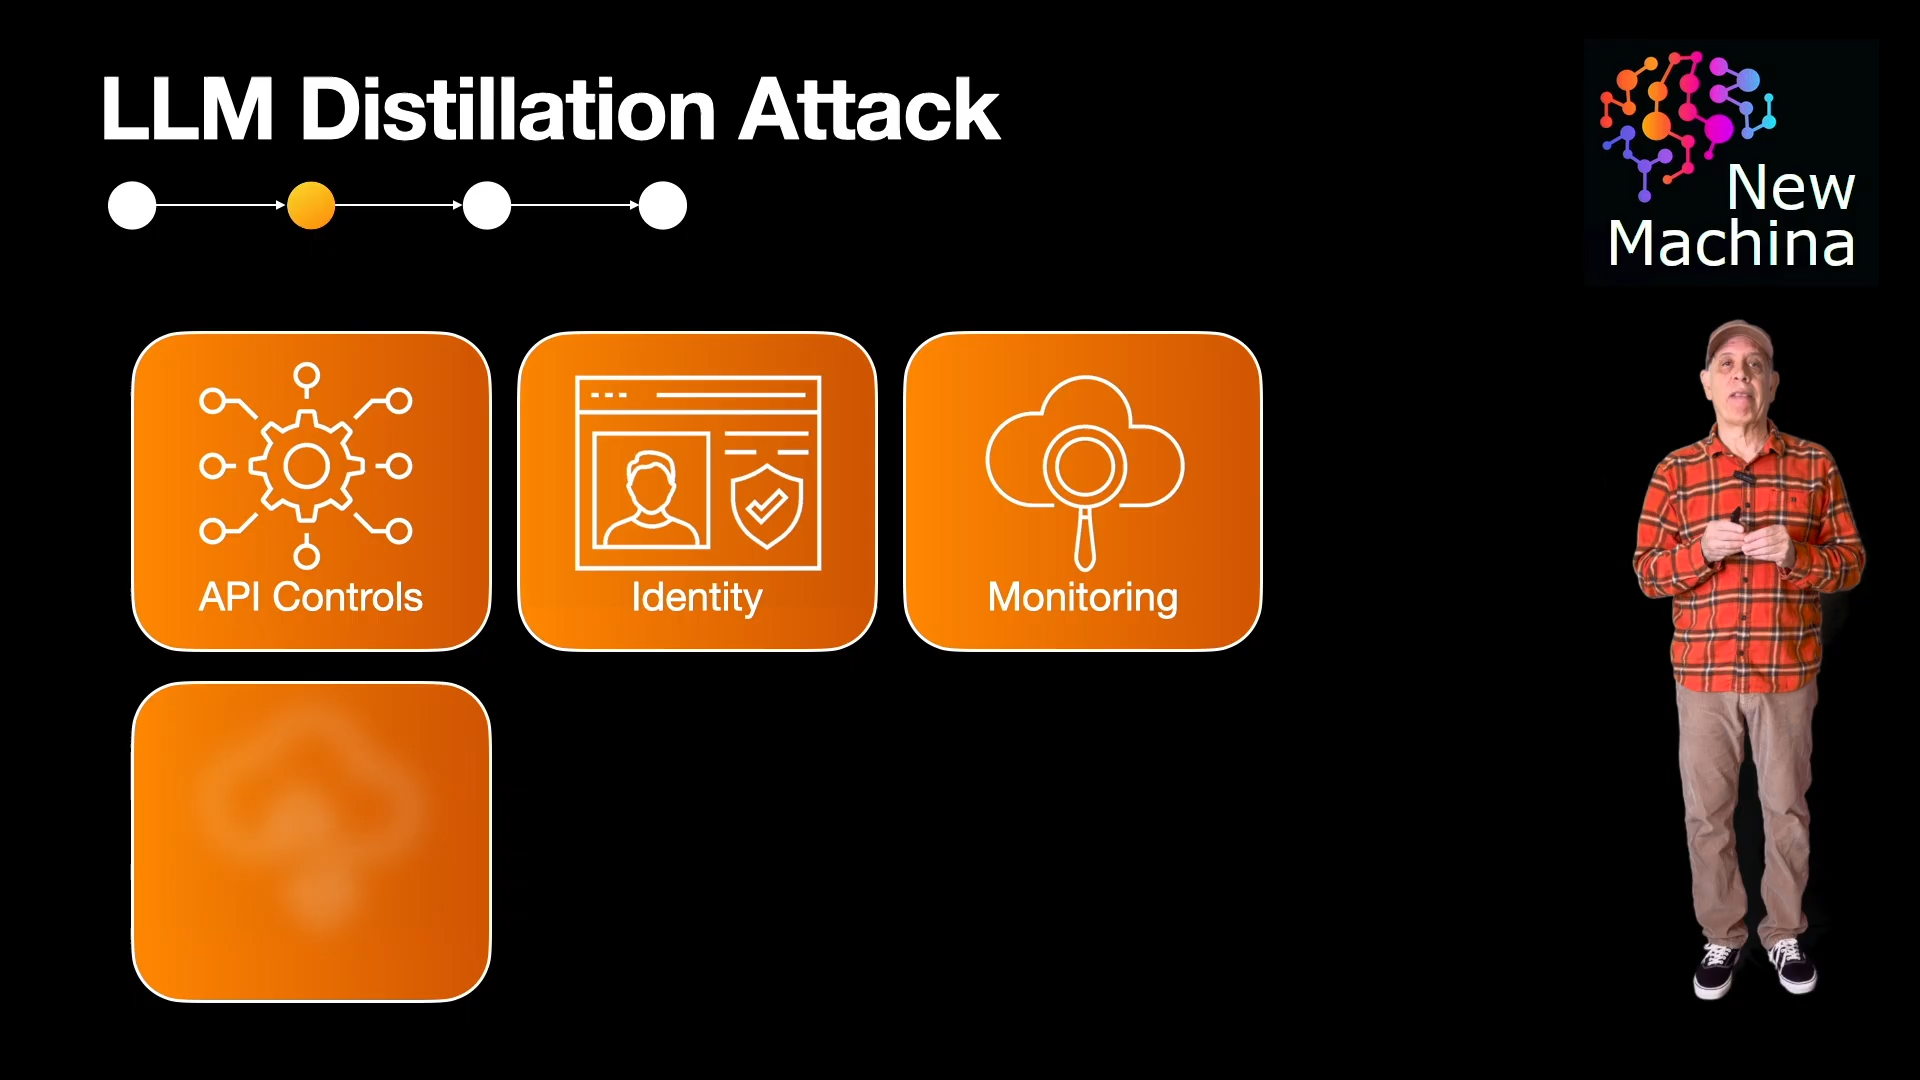 LLM Distillation Attack
New
Machina
API Controls
Identity
Monitoring